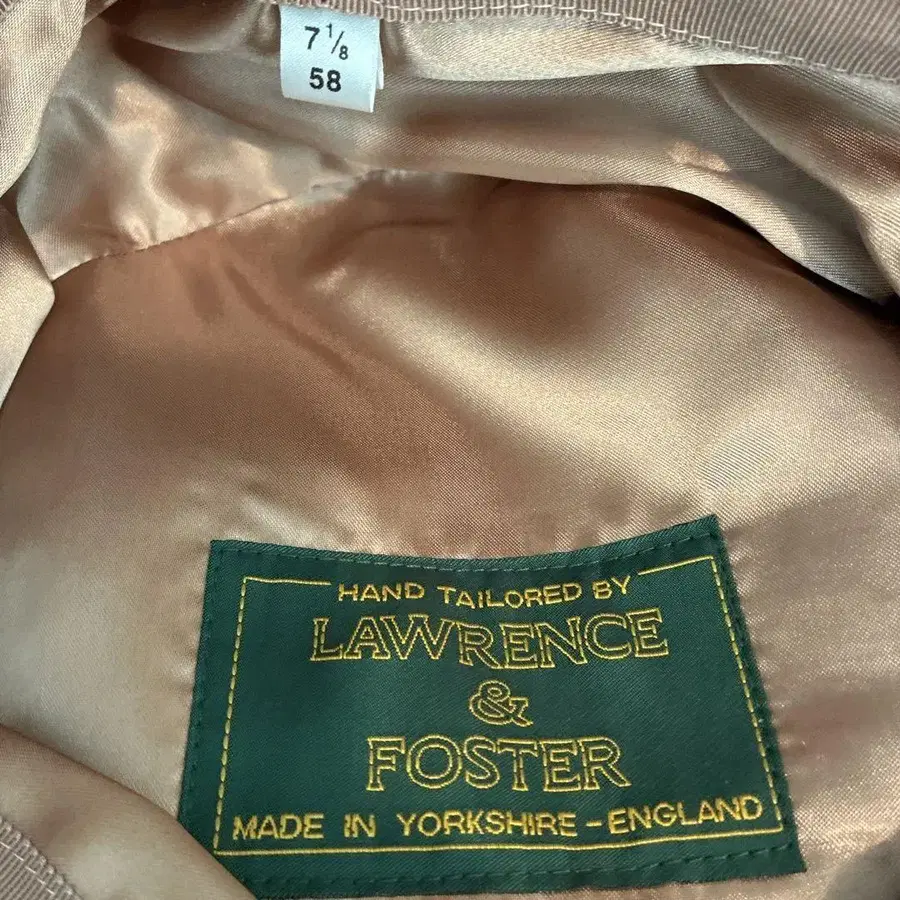 7 1/8
58
HAND TAILORED BY
LAWRENCE
&
FOSTER
MADE IN YORKSHIRE - ENGLAND